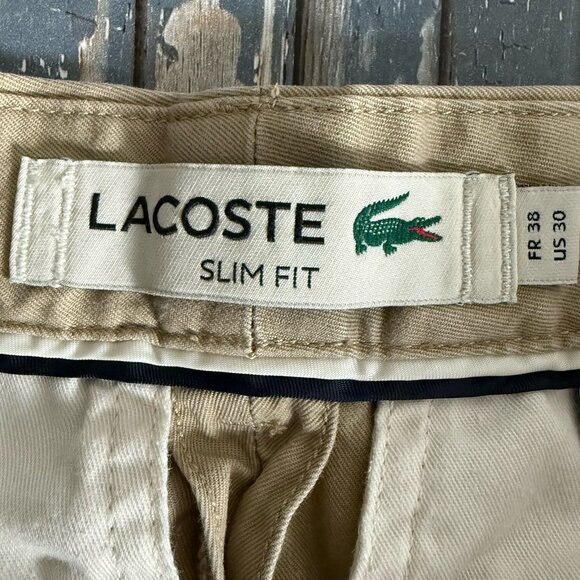 LACOSTE
SLIM FIT
FR 38
US 30